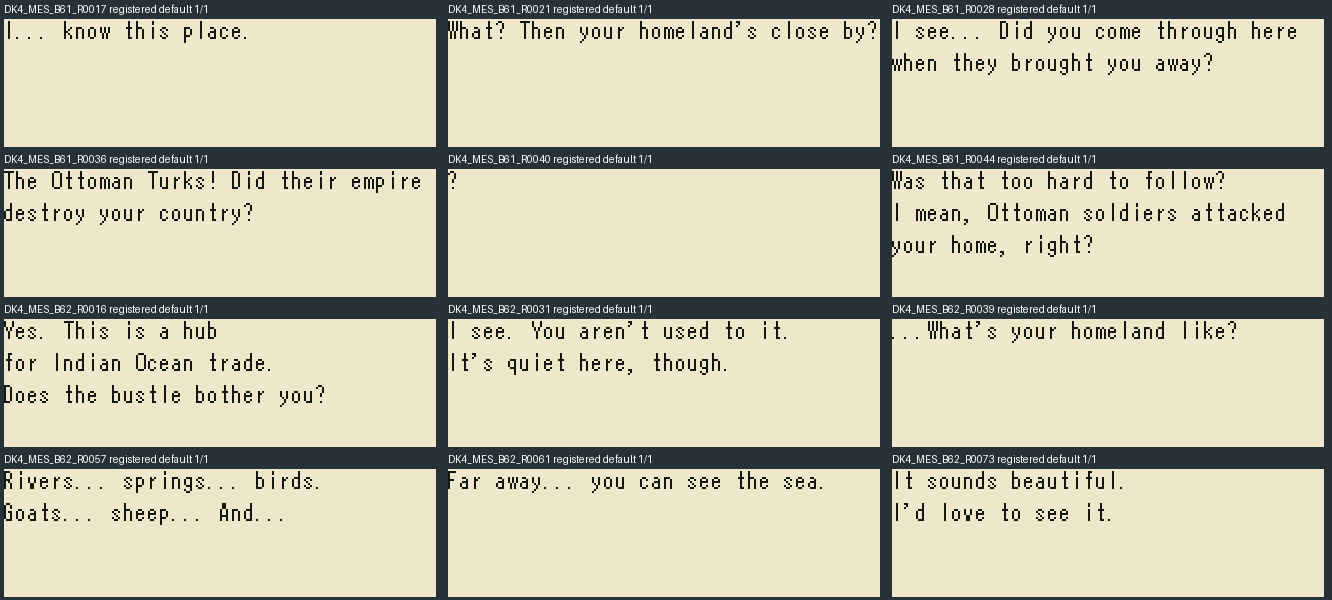 DK4_MES_B61_R0017 registered default 1/1
I... know this place.
DK4_MES_B61_R0021 registered default 1/1
What? Then your homeland's close by?
DK4_MES_B61_R0028 registered default 1/1
I see... Did you come through here
when they brought you away?
DK4_MES_B61_R0036 registered default 1/1
The Ottoman Turks! Did their empire
destroy your country?
DK4_MES_B61_R0040 registered default 1/1
?
DK4_MES_B61_R0044 registered default 1/1
Was that too hard to follow?
I mean, Ottoman soldiers attacked
your home, right?
DK4_MES_B62_R0016 registered default 1/1
Yes. This is a hub
for Indian Ocean trade.
Does the bustle bother you?
DK4_MES_B62_R0031 registered default 1/1
I see. You aren't used to it.
It's quiet here, though.
DK4_MES_B62_R0039 registered default 1/1
...What's your homeland like?
DK4_MES_B62_R0057 registered default 1/1
Rivers... springs... birds.
Goats... sheep... And...
DK4_MES_B62_R0061 registered default 1/1
Far away... you can see the sea.
DK4_MES_B62_R0073 registered default 1/1
It sounds beautiful.
I'd love to see it.